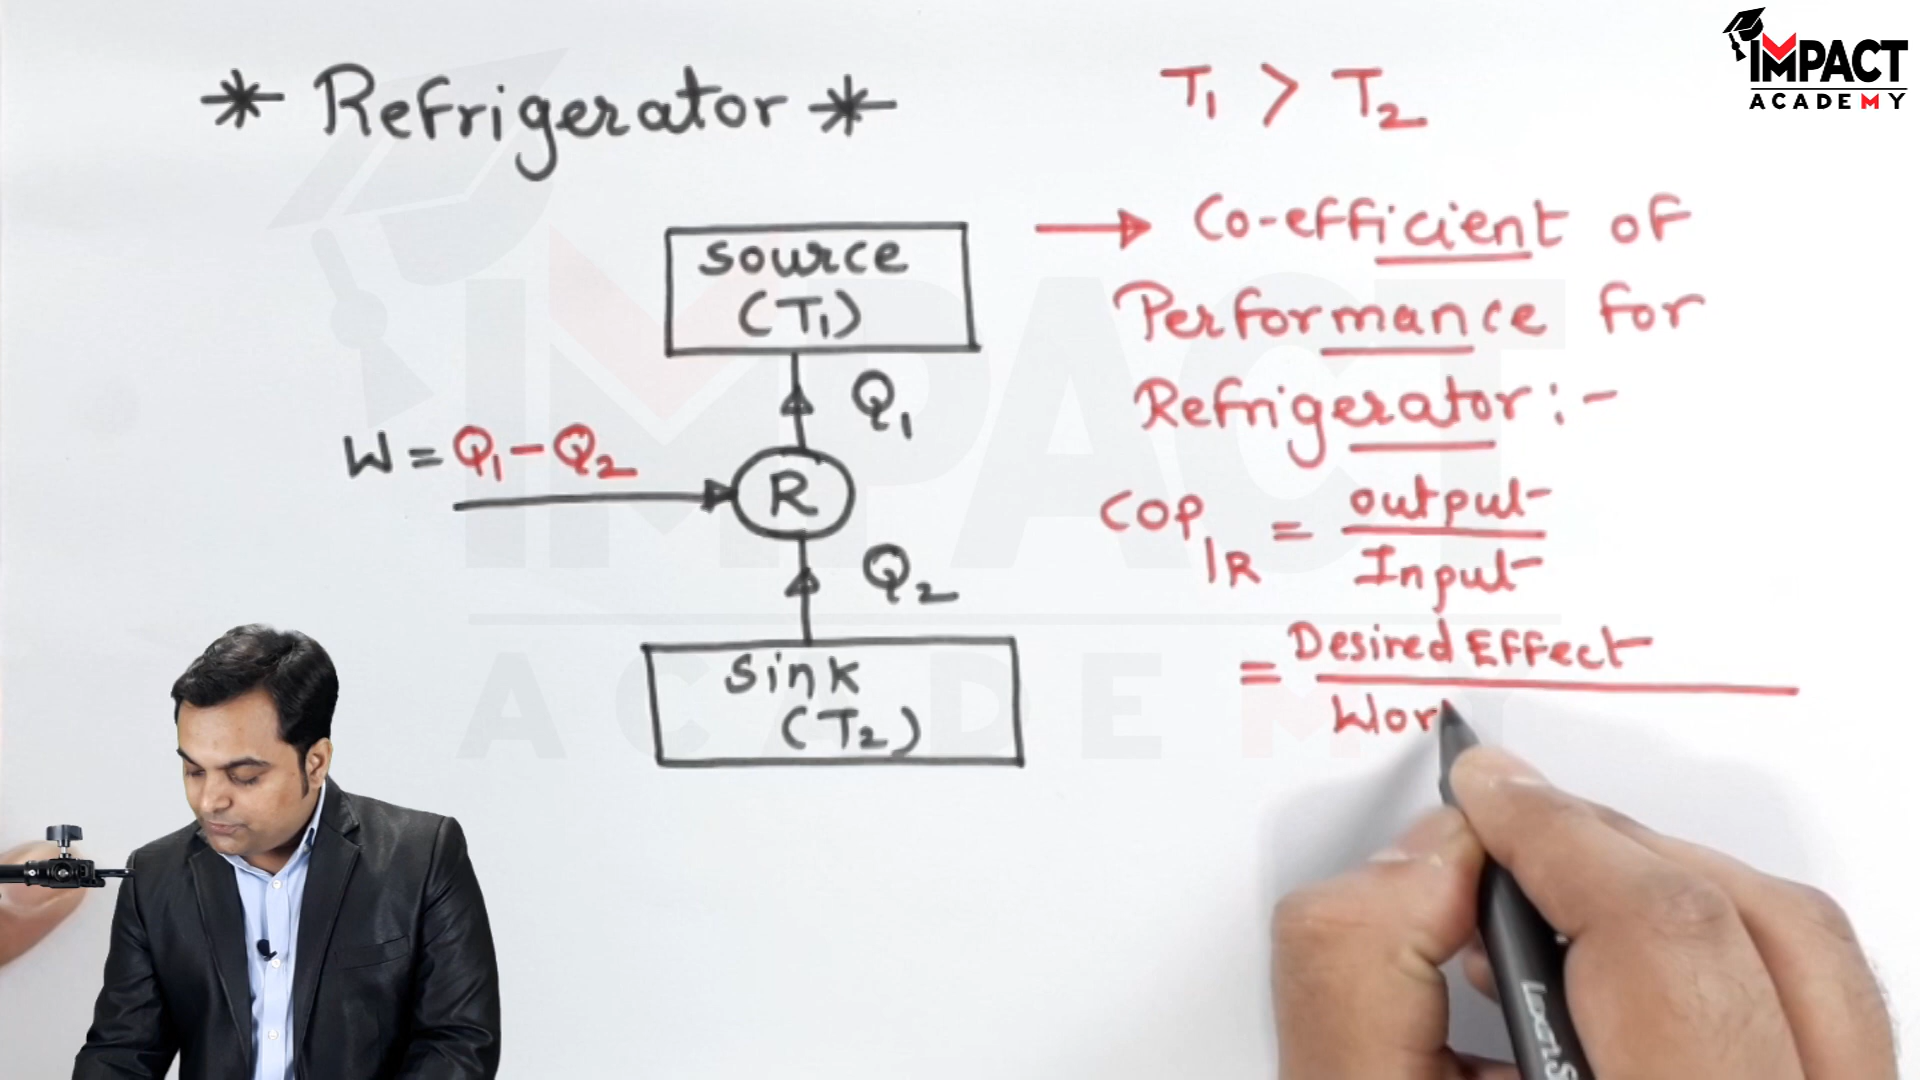 * Refrigerator *
T1 > T2
IMPACT
ACADEMY
Source
(T1)
Q1
W = Q1 - Q2
R
Q2
Sink
(T2)
Co-efficient of
Performance for
Refrigerator :-
COP|R = output / Input
= Desired Effect / Wor